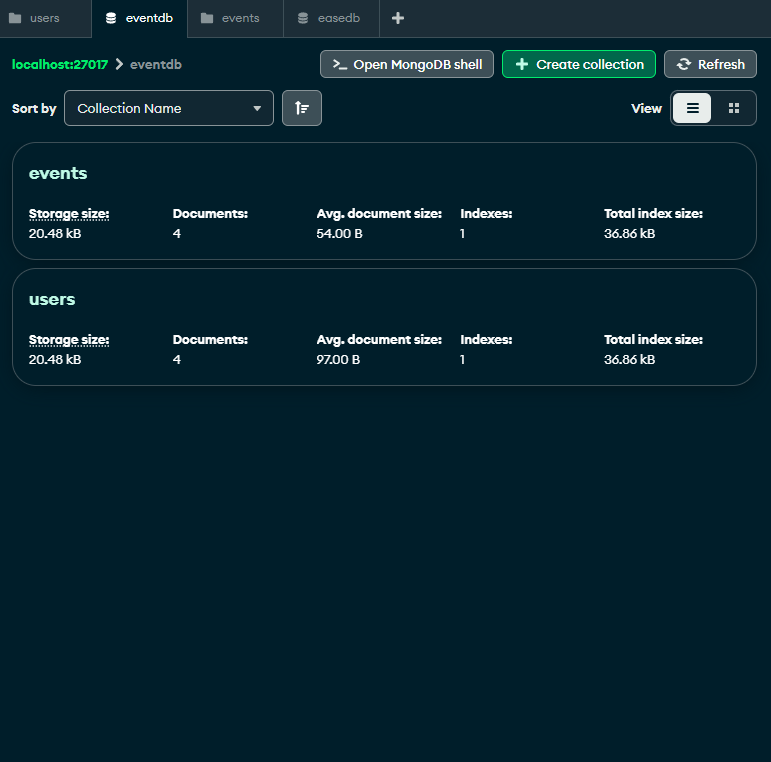 users eventdb events easedb
localhost:27017 eventdb
>_ Open MongoDB shell + Create collection Refresh
Sort by Collection Name View
events
Storage size: Documents: Avg. document size: Indexes: Total index size:
20.48 kB 4 54.00 B 1 36.86 kB
users
Storage size: Documents: Avg. document size: Indexes: Total index size:
20.48 kB 4 97.00 B 1 36.86 kB